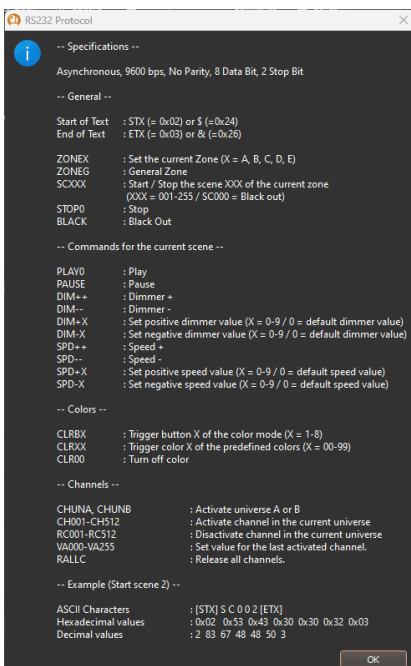 RS232 Protocol
-- Specifications --
Asynchronous, 9600 bps, No Parity, 8 Data Bit, 2 Stop Bit
-- General --
Start of Text : STX (= 0x02) or $ (=0x24)
End of Text : ETX (= 0x03) or & (=0x26)
ZONEX : Set the current Zone (X = A, B, C, D, E)
ZONEG : General Zone
SCXXX : Start / Stop the scene XXX of the current zone
(XXX = 001-255 / SC000 = Black out)
STOP0 : Stop
BLACK : Black Out
-- Commands for the current scene --
PLAY0 : Play
PAUSE : Pause
DIM++ : Dimmer +
DIM-- : Dimmer -
DIM+X : Set positive dimmer value (X = 0-9 / 0 = default dimmer value)
DIM-X : Set negative dimmer value (X = 0-9 / 0 = default dimmer value)
SPD++ : Speed +
SPD-- : Speed -
SPD+X : Set positive speed value (X = 0-9 / 0 = default speed value)
SPD-X : Set negative speed value (X = 0-9 / 0 = default speed value)
-- Colors --
CLRBX : Trigger button X of the color mode (X = 1-8)
CLRXX : Trigger color X of the predefined colors (X = 00-99)
CLR00 : Turn off color
-- Channels --
CHUNA, CHUNB : Activate universe A or B
CH001-CH512 : Activate channel in the current universe
RC001-RC512 : Disactivate channel in the current universe
VA000-VA255 : Set value for the last activated channel.
RALLC : Release all channels.
-- Example (Start scene 2) --
ASCII Characters : [STX] S C 0 0 2 [ETX]
Hexadecimal values : 0x02 0x53 0x43 0x30 0x30 0x32 0x03
Decimal values : 2 83 67 48 48 50 3
OK